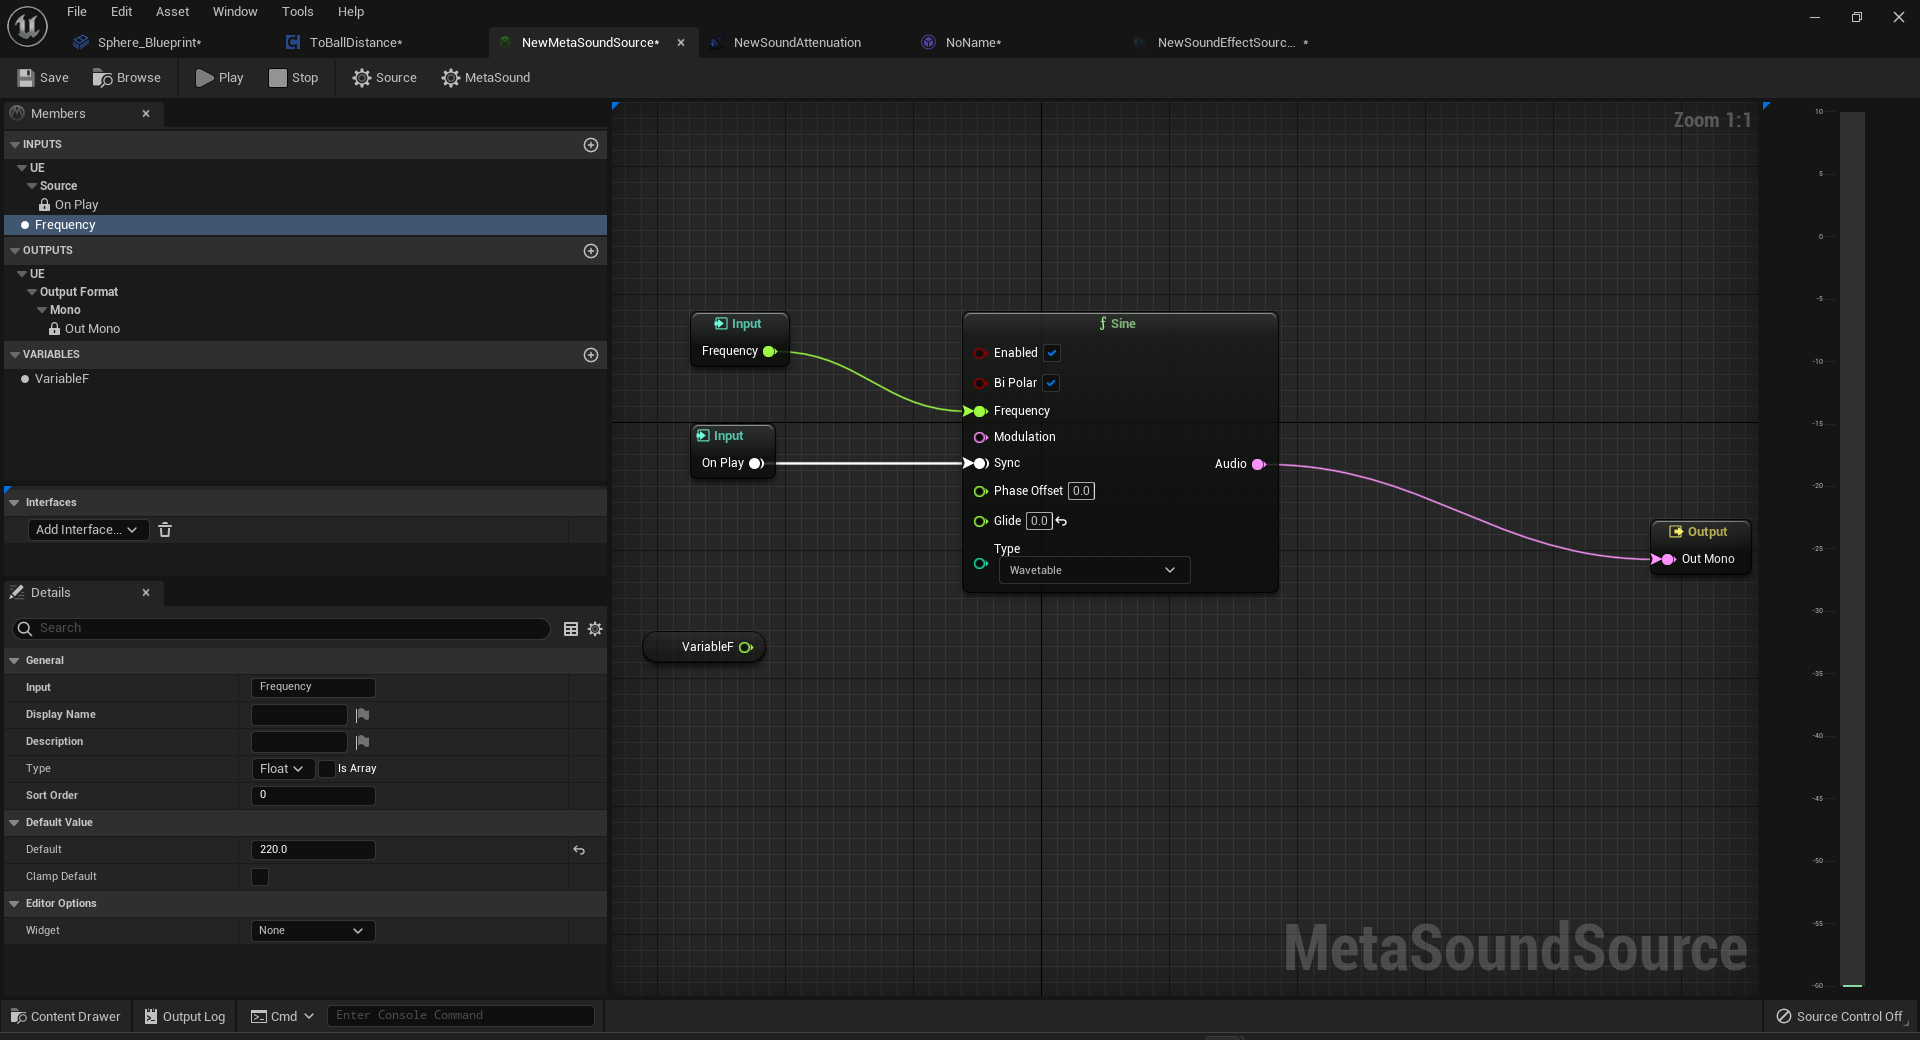 File Edit Asset Window Tools Help
Sphere_Blueprint* ToBallDistance* NewMetaSoundSource* NewSoundAttenuation NoName* NewSoundEffectSourc... *
Save Browse Play Stop Source MetaSound
Members
INPUTS
UE
Source
On Play
Frequency
OUTPUTS
UE
Output Format
Mono
Out Mono
VARIABLES
VariableF
Interfaces
Add Interface...
Details
Search
General
Input Frequency
Display Name
Description
Type Float Is Array
Sort Order 0
Default Value
Default 220.0
Clamp Default
Editor Options
Widget None
Zoom 1:1
Input
Frequency
Input
On Play
VariableF
Sine
Enabled
Bi Polar
Frequency
Modulation
Sync
Audio
Phase Offset 0.0
Glide 0.0
Type
Wavetable
Output
Out Mono
MetaSoundSource
10
5
0
-5
-10
-15
-20
-25
-30
-35
-40
-45
-50
-55
-60
Content Drawer Output Log Cmd Enter Console Command Source Control Off